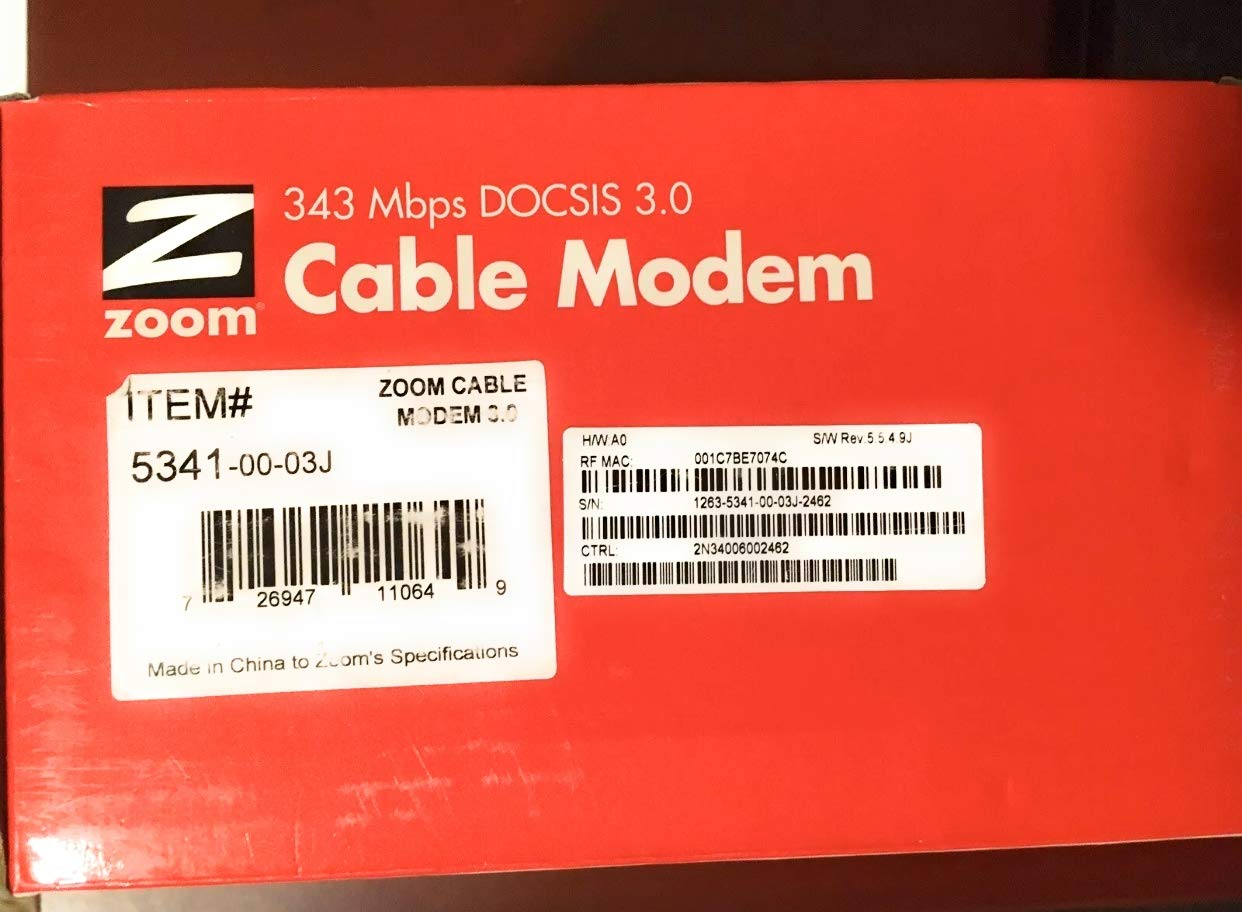 343 Mbps DOCSIS 3.0
Cable Modem
Z
zoom®
ITEM#
ZOOM CABLE
MODEM 3.0
5341-00-03J
7 26947 11064 9
Made in China to Zoom's Specifications
H/W:A0 S/W Rev.5.5.4.9J
RF MAC: 001C7BE7074C
S/N: 1263-5341-00-03J-2462
CTRL: 2N34006002462